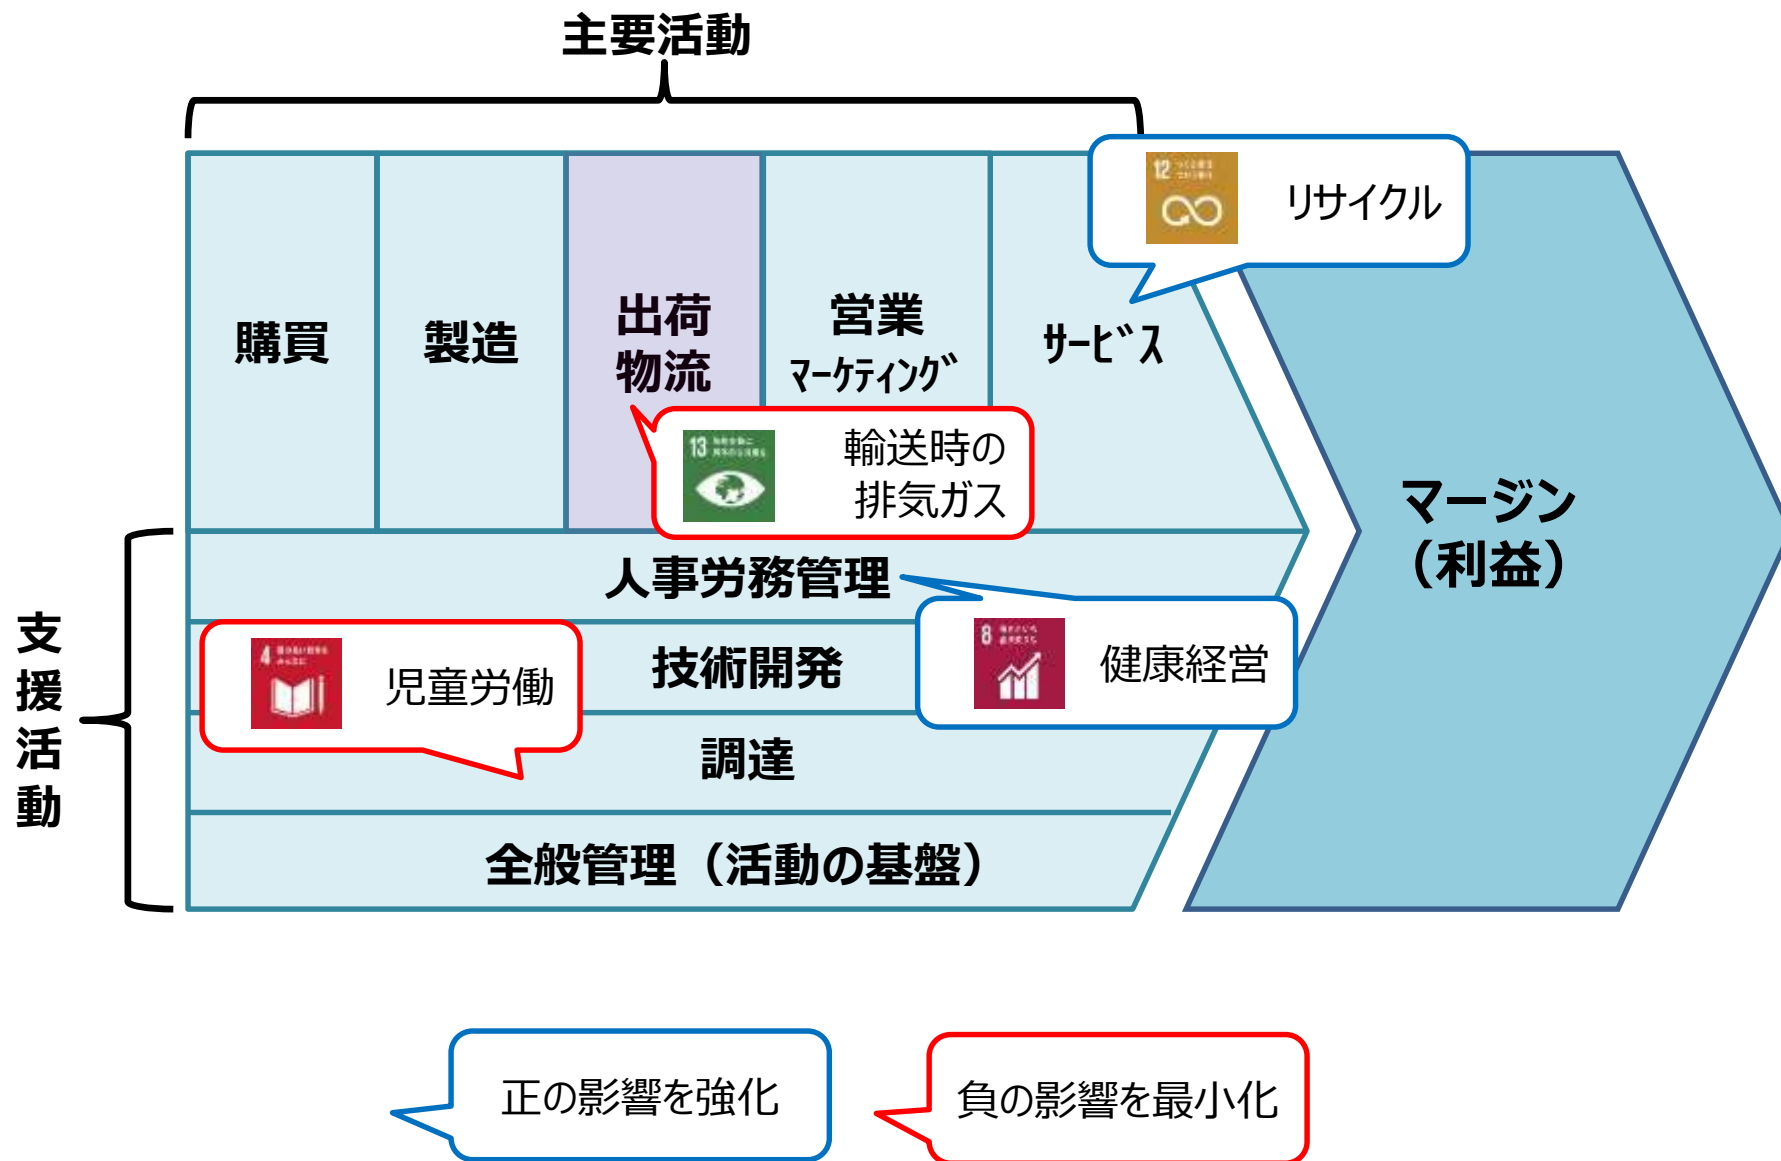 主要活動
購買
製造
出荷
物流
営業
ﾏｰｹﾃｨﾝｸﾞ
ｻｰﾋﾞｽ
12
リサイクル
13
輸送時の
排気ガス
マージン
（利益）
支援活動
人事労務管理
4
児童労働
技術開発
8
健康経営
調達
全般管理（活動の基盤）
正の影響を強化
負の影響を最小化